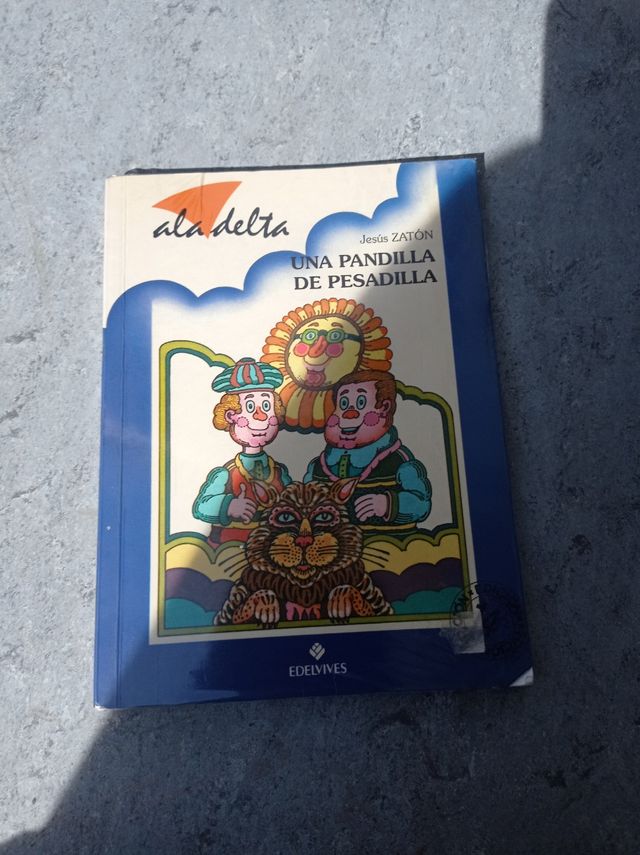 ala delta
Jesús ZATÓN
UNA PANDILLA
DE PESADILLA
EDELVIVES